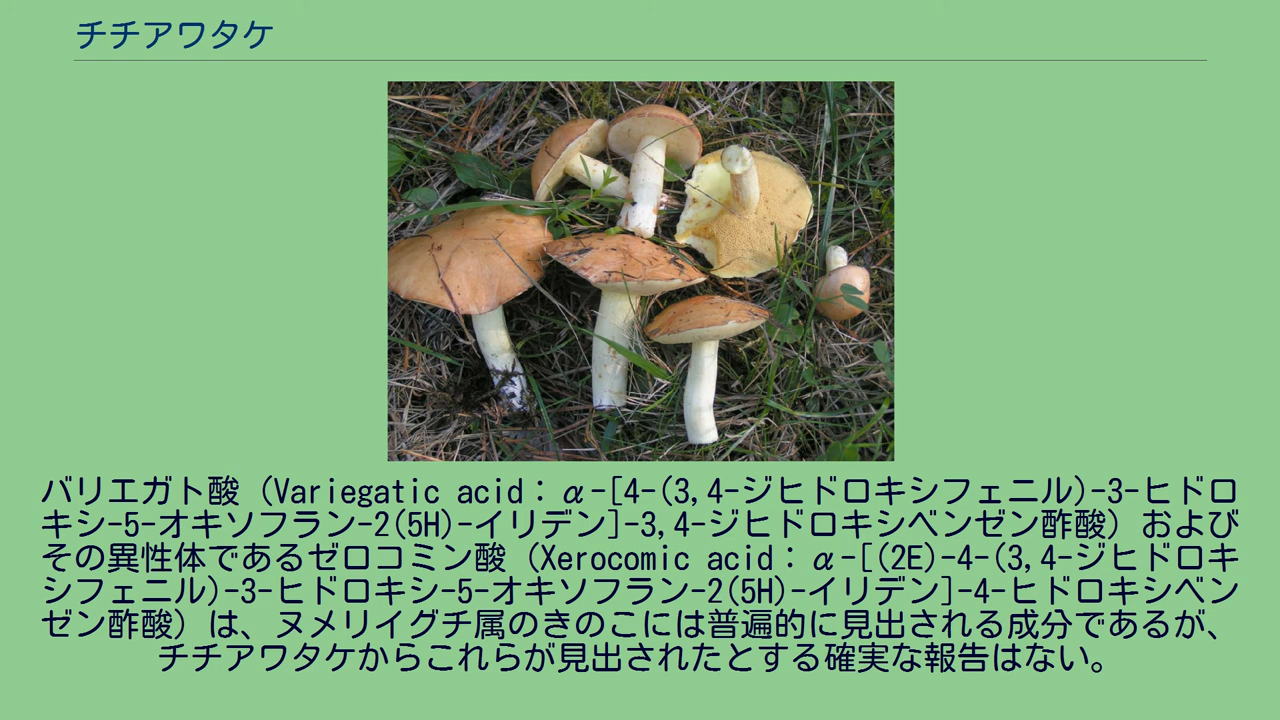 チチアワタケ
バリエガト酸（Variegatic acid：α-[4-(3,4-ジヒドロキシフェニル)-3-ヒドロ
キシ-5-オキソフラン-2(5H)-イリデン]-3,4-ジヒドロキシベンゼン酢酸）および
その異性体であるゼロコミン酸（Xerocomic acid：α-[(2E)-4-(3,4-ジヒドロキ
シフェニル)-3-ヒドロキシ-5-オキソフラン-2(5H)-イリデン]-4-ヒドロキシベン
ゼン酢酸）は、ヌメリイグチ属のきのこには普遍的に見出される成分であるが、
チチアワタケからこれらが見出されたとする確実な報告はない。